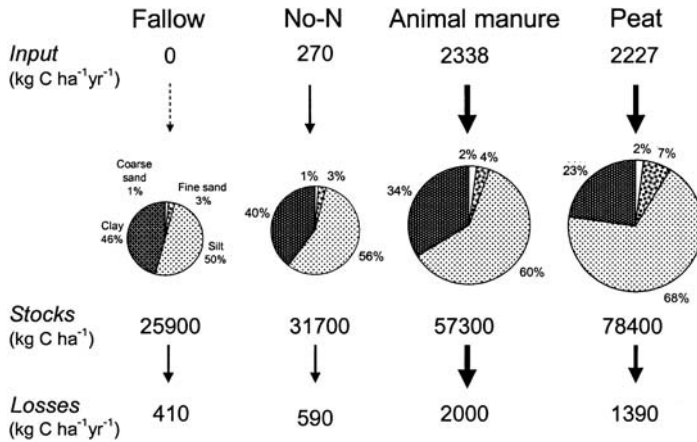 Fallow No-N Animal manure Peat
Input 0 270 2338 2227
(kg C ha⁻¹yr⁻¹)
Coarse sand 1%
Fine sand 3%
Clay 46%
Silt 50%
1% 3%
40%
56%
2% 4%
34%
60%
2% 7%
23%
68%
Stocks 25900 31700 57300 78400
(kg C ha⁻¹)
Losses 410 590 2000 1390
(kg C ha⁻¹yr⁻¹)